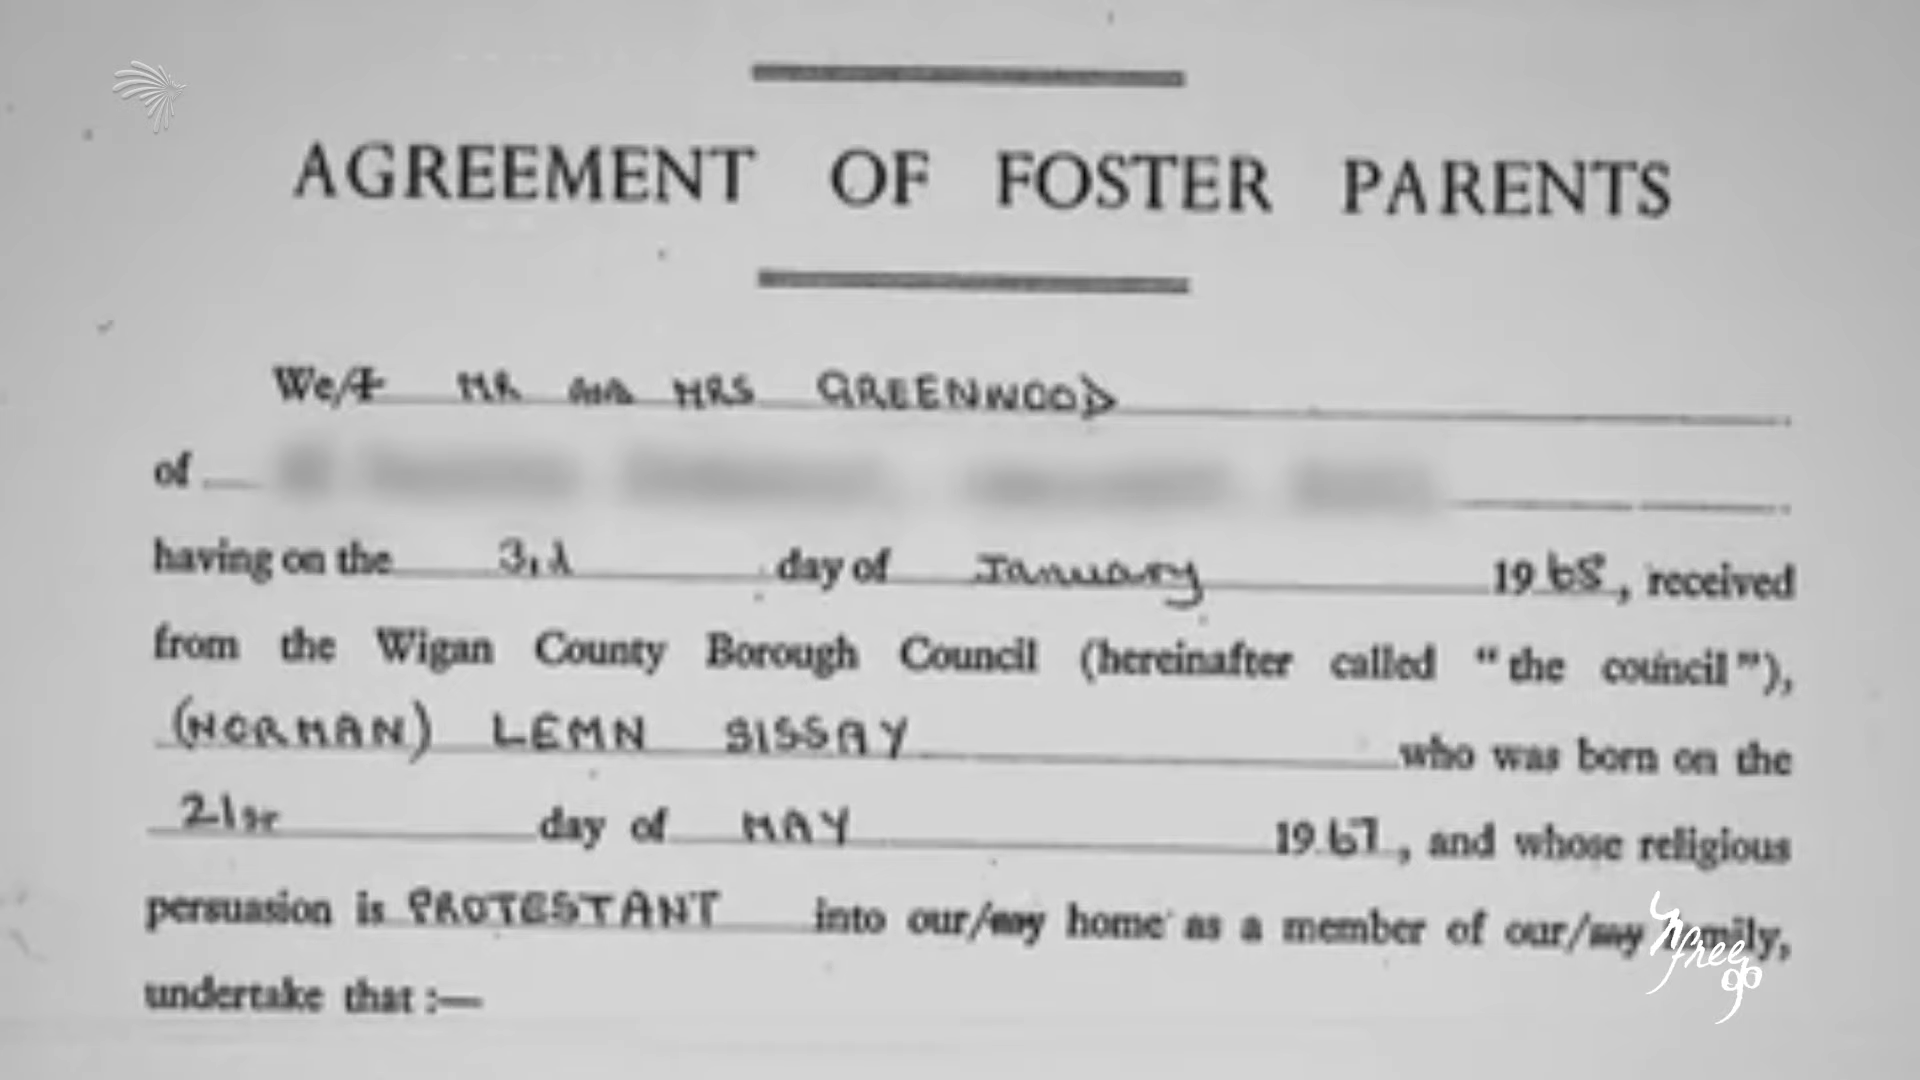 AGREEMENT OF FOSTER PARENTS
We/I MR AND MRS GREENWOOD
of
having on the 3rd day of January 1968, received
from the Wigan County Borough Council (hereinafter called "the council"),
(NORMAN) LEMN SISSAY who was born on the
21st day of MAY 1967, and whose religious
persuasion is PROTESTANT into our/my home as a member of our/my family,
undertake that :—
free
go